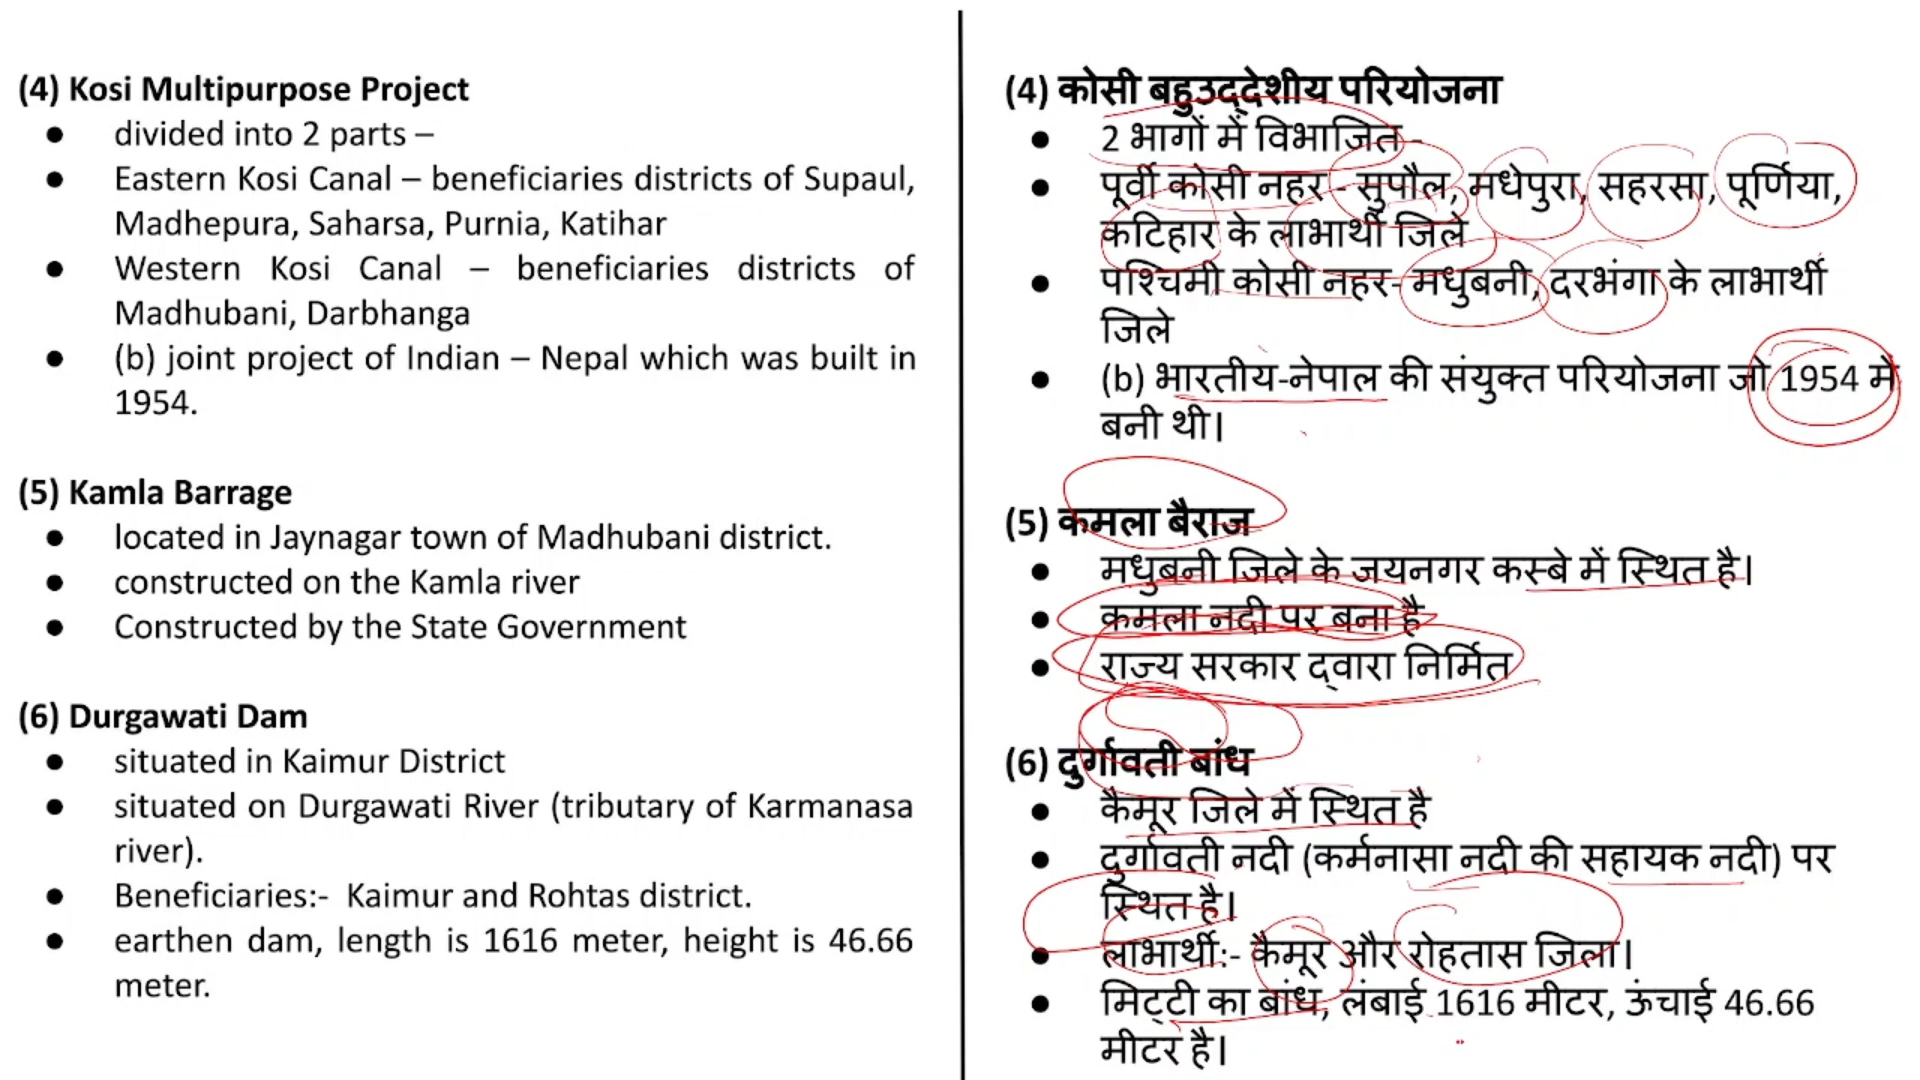 (4) Kosi Multipurpose Project
● divided into 2 parts –
● Eastern Kosi Canal – beneficiaries districts of Supaul,
Madhepura, Saharsa, Purnia, Katihar
● Western Kosi Canal – beneficiaries districts of
Madhubani, Darbhanga
● (b) joint project of Indian – Nepal which was built in
1954.
(5) Kamla Barrage
● located in Jaynagar town of Madhubani district.
● constructed on the Kamla river
● Constructed by the State Government
(6) Durgawati Dam
● situated in Kaimur District
● situated on Durgawati River (tributary of Karmanasa
river).
● Beneficiaries:- Kaimur and Rohtas district.
● earthen dam, length is 1616 meter, height is 46.66
meter.
(4) कोसी बहुउद्देशीय परियोजना
● 2 भागों में विभाजित -
● पूर्वी कोसी नहर - सुपौल, मधेपुरा, सहरसा, पूर्णिया,
कटिहार के लाभार्थी जिले
● पश्चिमी कोसी नहर- मधुबनी, दरभंगा के लाभार्थी
जिले
● (b) भारतीय-नेपाल की संयुक्त परियोजना जो 1954 में
बनी थी।
(5) कमला बैराज
● मधुबनी जिले के जयनगर कस्बे में स्थित है।
● कमला नदी पर बना है
● राज्य सरकार द्वारा निर्मित
(6) दुर्गावती बांध
● कैमूर जिले में स्थित है
● दुर्गावती नदी (कर्मनासा नदी की सहायक नदी) पर
स्थित है।
● लाभार्थी:- कैमूर और रोहतास जिला।
● मिट्टी का बांध, लंबाई 1616 मीटर, ऊंचाई 46.66
मीटर है।